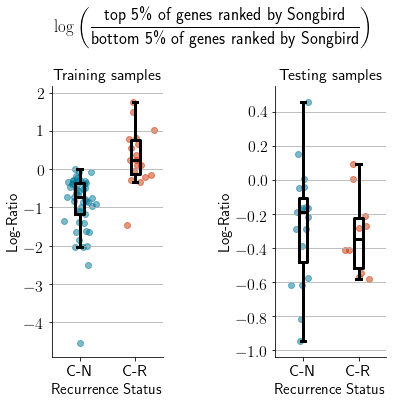 log ( top 5% of genes ranked by Songbird
bottom 5% of genes ranked by Songbird )
Training samples
2
1
0
−1
−2
−3
−4
Log-Ratio
C-N C-R
Recurrence Status
Testing samples
0.4
0.2
0.0
−0.2
−0.4
−0.6
−0.8
−1.0
Log-Ratio
C-N C-R
Recurrence Status